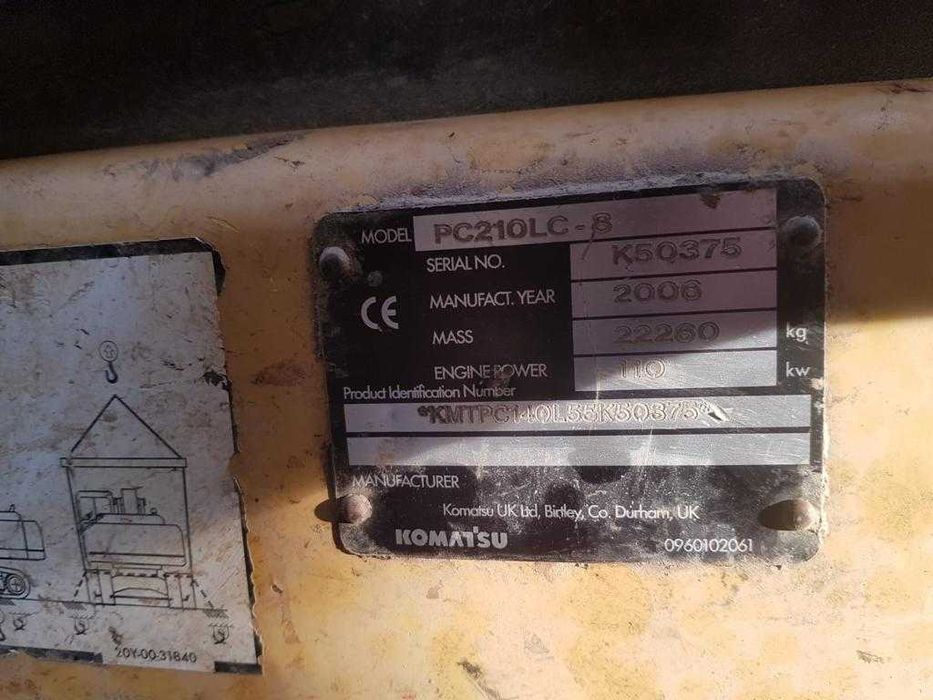 MODEL PC210LC-8
SERIAL NO. K50375
CE
MANUFACT. YEAR 2006
MASS 22260 kg
ENGINE POWER 110 kw
Product Identification Number
*KMTPC140L55K50375*
MANUFACTURER
Komatsu UK Ltd, Birtley, Co. Durham, UK
KOMATSU
0960102061
20Y-00-31840